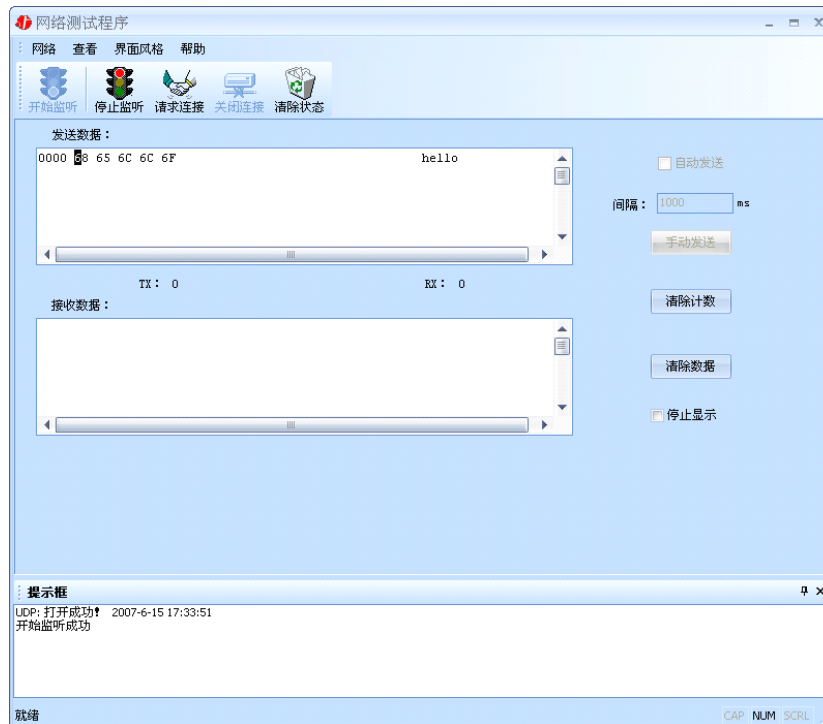 网络测试程序
网络 查看 界面风格 帮助
开始监听 停止监听 请求连接 关闭连接 清除状态
发送数据：
0000 68 65 6C 6C 6F hello
自动发送
间隔： 1000 ms
手动发送
TX： 0 RX： 0
接收数据：
清除计数
清除数据
停止显示
提示框
UDP: 打开成功！ 2007-6-15 17:33:51
开始监听成功
就绪 CAP NUM SCRL